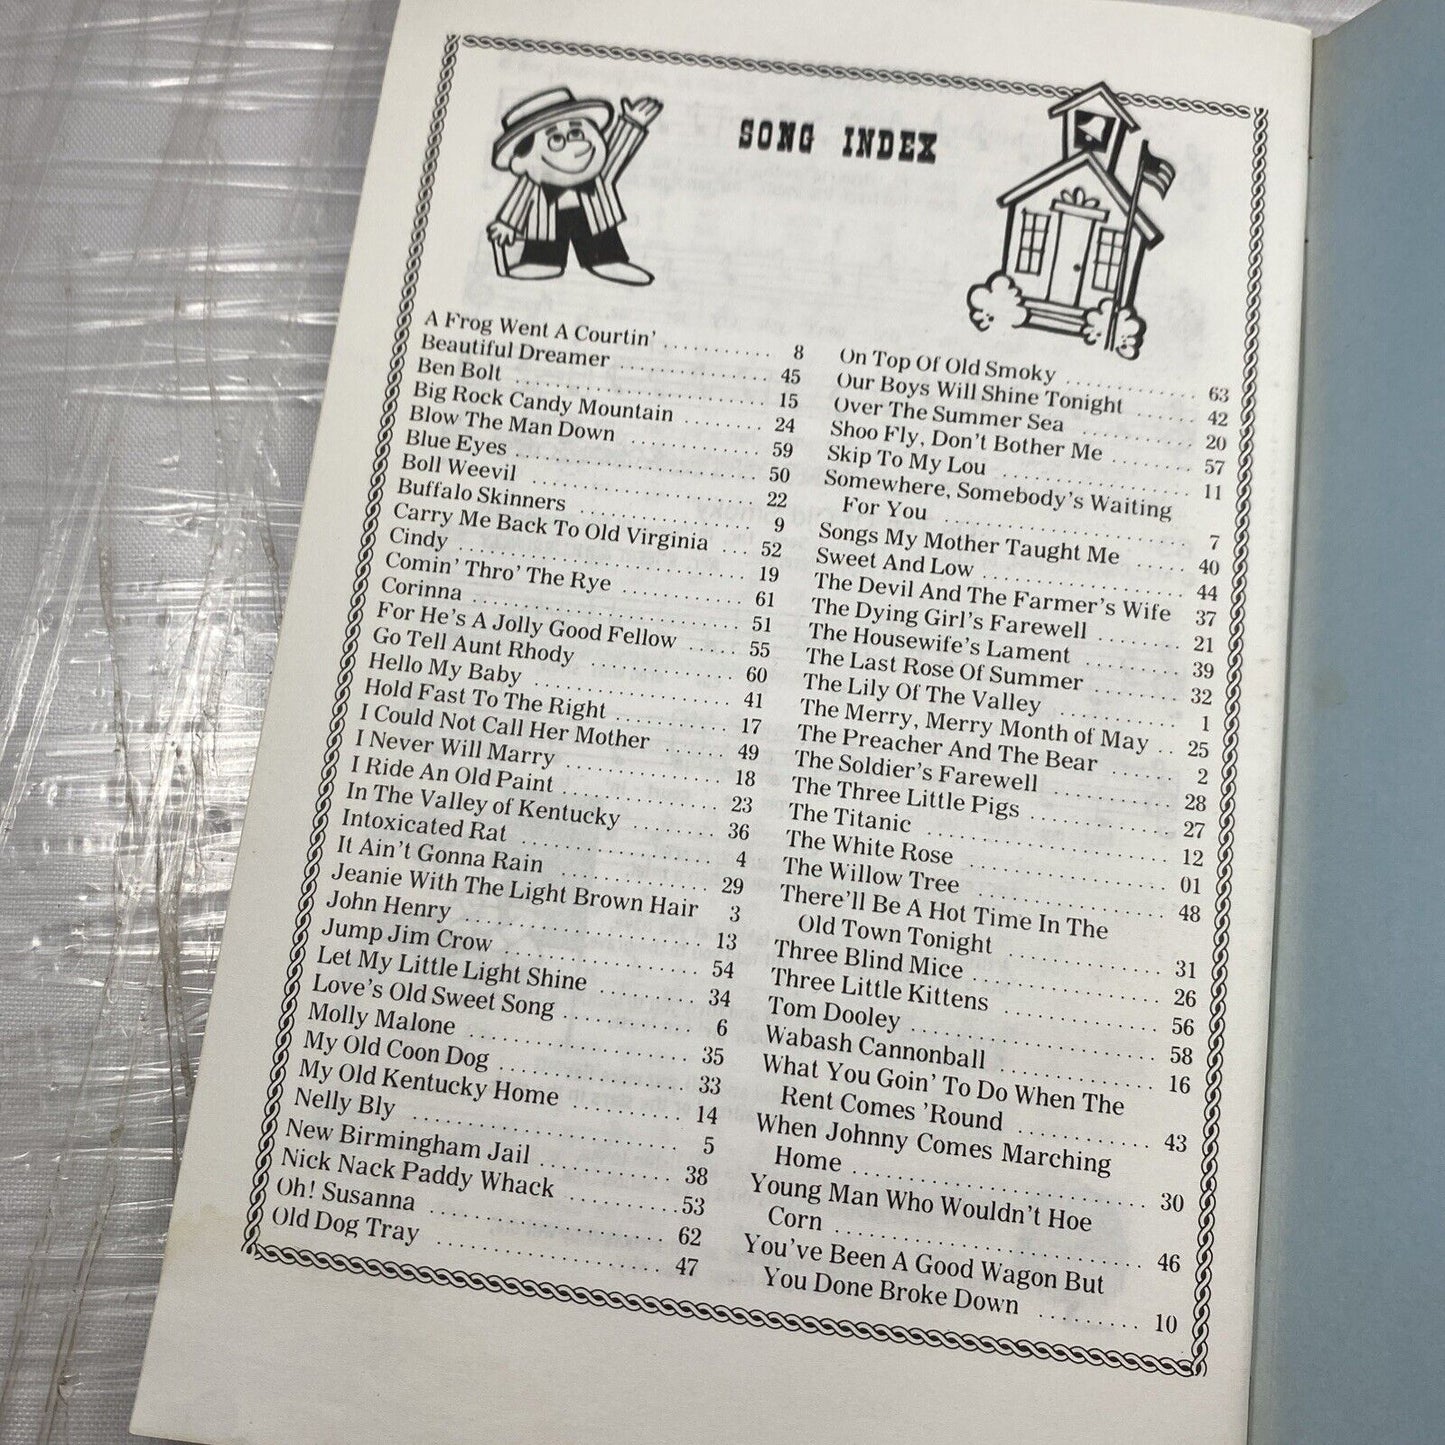 SONG INDEX
A Frog Went A Courtin' ........... 8
Beautiful Dreamer ............... 45
Ben Bolt ......................... 15
Big Rock Candy Mountain ........ 24
Blow The Man Down ............. 59
Blue Eyes ........................ 50
Boll Weevil ....................... 22
Buffalo Skinners .................. 9
Carry Me Back To Old Virginia ... 52
Cindy ............................ 19
Comin' Thro' The Rye ............ 61
Corinna .......................... 51
For He's A Jolly Good Fellow ..... 55
Go Tell Aunt Rhody .............. 60
Hello My Baby ................... 41
Hold Fast To The Right ........... 17
I Could Not Call Her Mother ...... 49
I Never Will Marry ............... 18
I Ride An Old Paint .............. 23
In The Valley of Kentucky ........ 36
Intoxicated Rat .................. 4
It Ain't Gonna Rain .............. 29
Jeanie With The Light Brown Hair 3
John Henry ...................... 13
Jump Jim Crow .................. 54
Let My Little Light Shine ......... 34
Love's Old Sweet Song ........... 6
Molly Malone .................... 35
My Old Coon Dog ................ 33
My Old Kentucky Home ......... 14
Nelly Bly ........................ 5
New Birmingham Jail ............ 38
Nick Nack Paddy Whack ......... 53
Oh! Susanna ..................... 62
Old Dog Tray .................... 47
On Top Of Old Smoky ............ 63
Our Boys Will Shine Tonight ...... 42
Over The Summer Sea ........... 20
Shoo Fly, Don't Bother Me ........ 57
Skip To My Lou .................. 11
Somewhere, Somebody's Waiting
For You ........................ 7
Songs My Mother Taught Me ..... 40
Sweet And Low .................. 44
The Devil And The Farmer's Wife 37
The Dying Girl's Farewell ........ 21
The Housewife's Lament ......... 39
The Last Rose Of Summer ........ 32
The Lily Of The Valley ........... 1
The Merry, Merry Month of May .. 25
The Preacher And The Bear ...... 2
The Soldier's Farewell ............ 28
The Three Little Pigs ............. 27
The Titanic ...................... 12
The White Rose .................. 01
The Willow Tree ................. 48
There'll Be A Hot Time In The
Old Town Tonight .............. 31
Three Blind Mice ................. 26
Three Little Kittens .............. 56
Tom Dooley ...................... 58
Wabash Cannonball .............. 16
What You Goin' To Do When The
Rent Comes 'Round ............ 43
When Johnny Comes Marching
Home .......................... 30
Young Man Who Wouldn't Hoe
Corn .......................... 46
You've Been A Good Wagon But
You Done Broke Down ......... 10